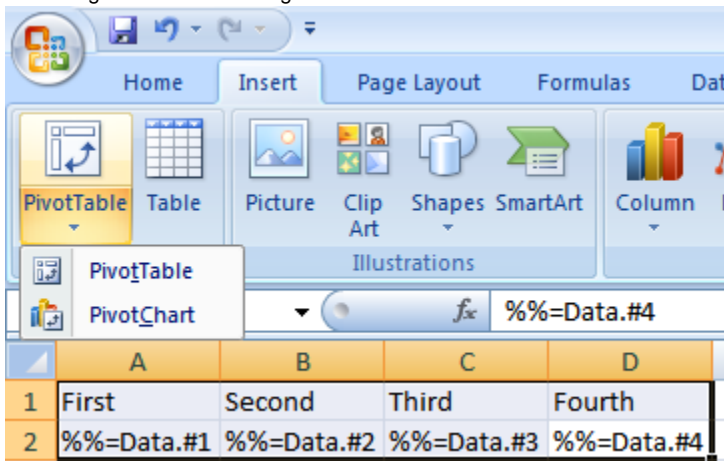 Home Insert Page Layout Formulas
PivotTable Table Picture Clip Art Shapes SmartArt Column
Illustrations
PivotTable
PivotChart
fx %%=Data.#4
A B C D
1 First Second Third Fourth
2 %%=Data.#1 %%=Data.#2 %%=Data.#3 %%=Data.#4